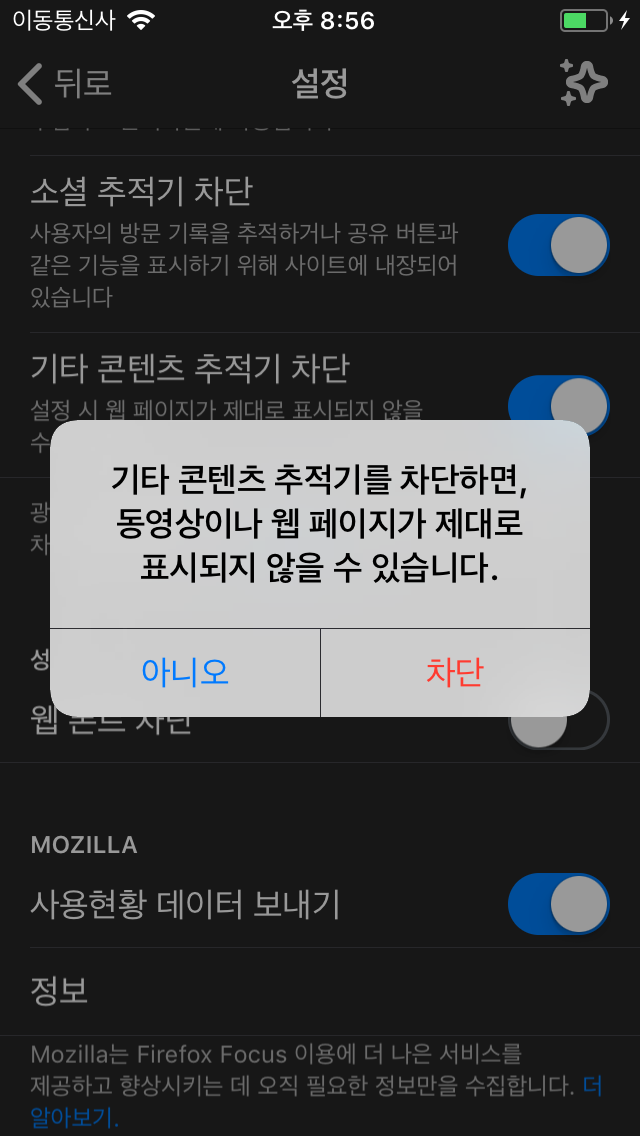 이동통신사
오후 8:56
뒤로
설정
소셜 추적기 차단
사용자의 방문 기록을 추적하거나 공유 버튼과
같은 기능을 표시하기 위해 사이트에 내장되어
있습니다
기타 콘텐츠 추적기 차단
설정 시 웹 페이지가 제대로 표시되지 않을
수
기타 콘텐츠 추적기를 차단하면,
동영상이나 웹 페이지가 제대로
표시되지 않을 수 있습니다.
광
차
아니오
차단
성
웹 폰트 차단
MOZILLA
사용현황 데이터 보내기
정보
Mozilla는 Firefox Focus 이용에 더 나은 서비스를
제공하고 향상시키는 데 오직 필요한 정보만을 수집합니다. 더
알아보기.